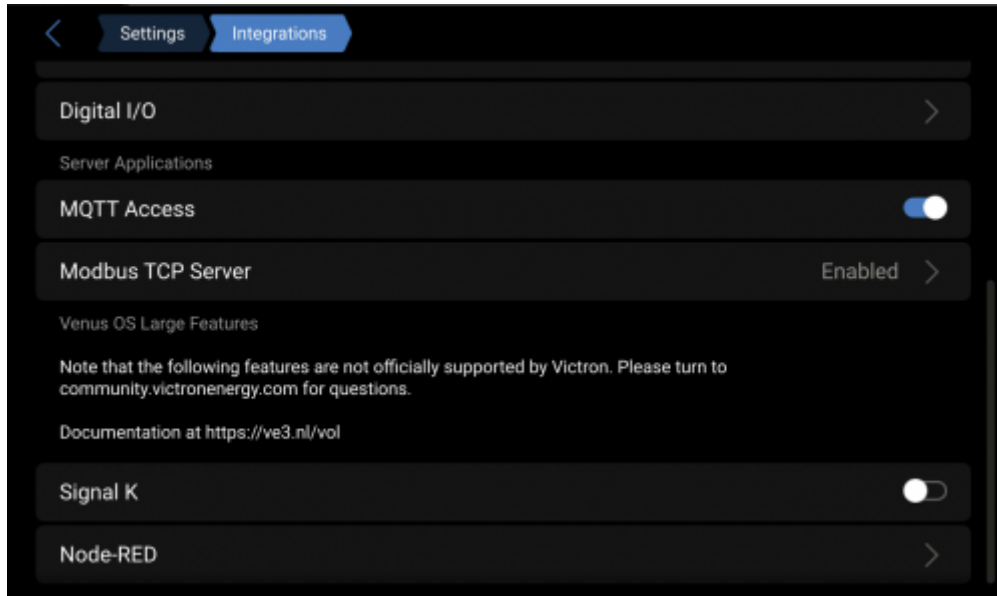 Settings
Integrations
Digital I/O
Server Applications
MQTT Access
Modbus TCP Server
Enabled
Venus OS Large Features
Note that the following features are not officially supported by Victron. Please turn to
community.victronenergy.com for questions.
Documentation at https://ve3.nl/vol
Signal K
Node-RED